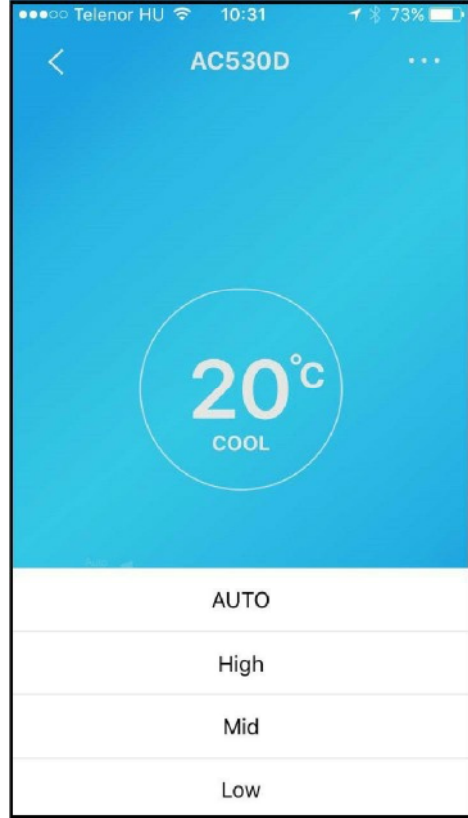 Telenor HU 10:31 73%
AC530D
20°C
COOL
AUTO
High
Mid
Low